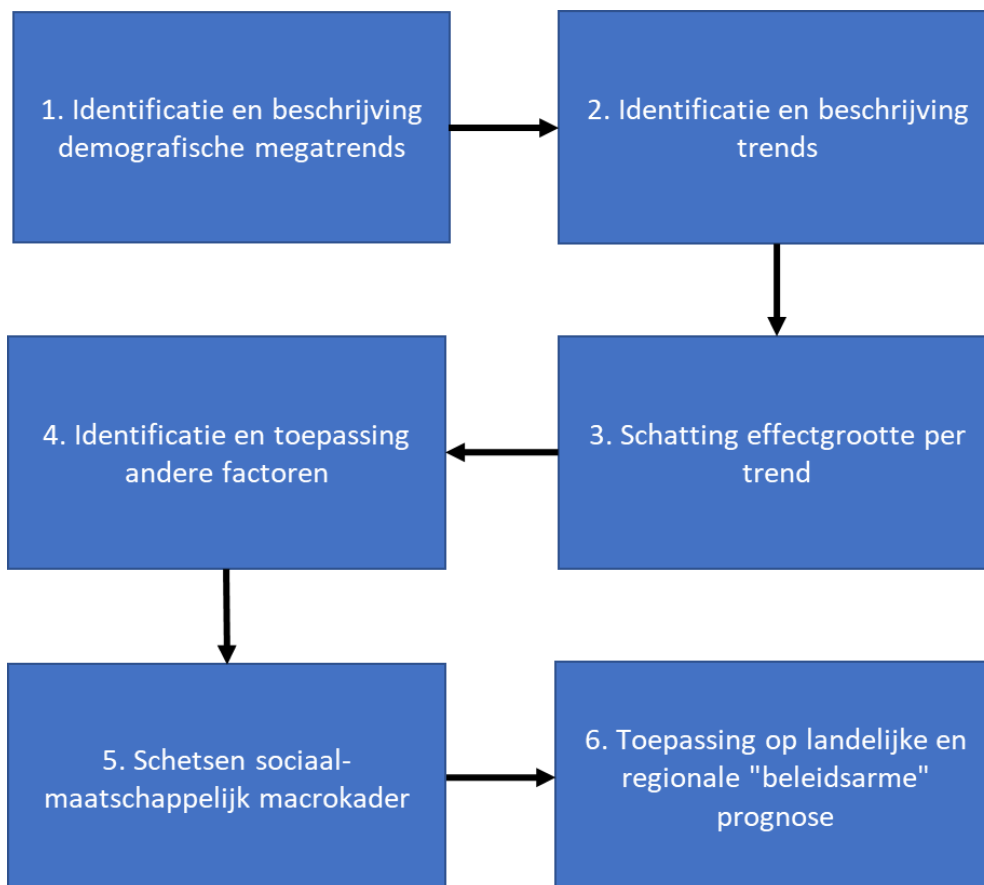 1. Identificatie en beschrijving
demografische megatrends
2. Identificatie en beschrijving
trends
3. Schatting effectgrootte per
trend
4. Identificatie en toepassing
andere factoren
5. Schetsen sociaal-
maatschappelijk macrokader
6. Toepassing op landelijke en
regionale "beleidsarme"
prognose